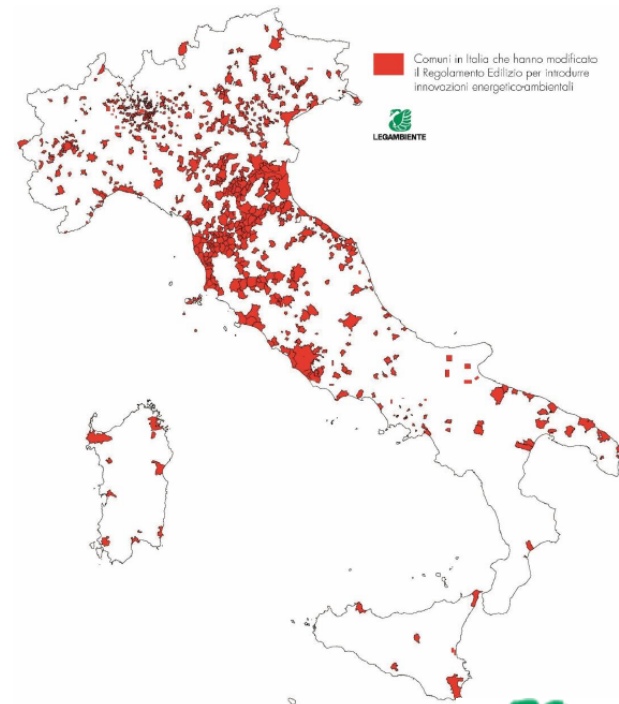 Comuni in Italia che hanno modificato
il Regolamento Edilizio per introdurre
innovazioni energetico-ambientali
LEGAMBIENTE